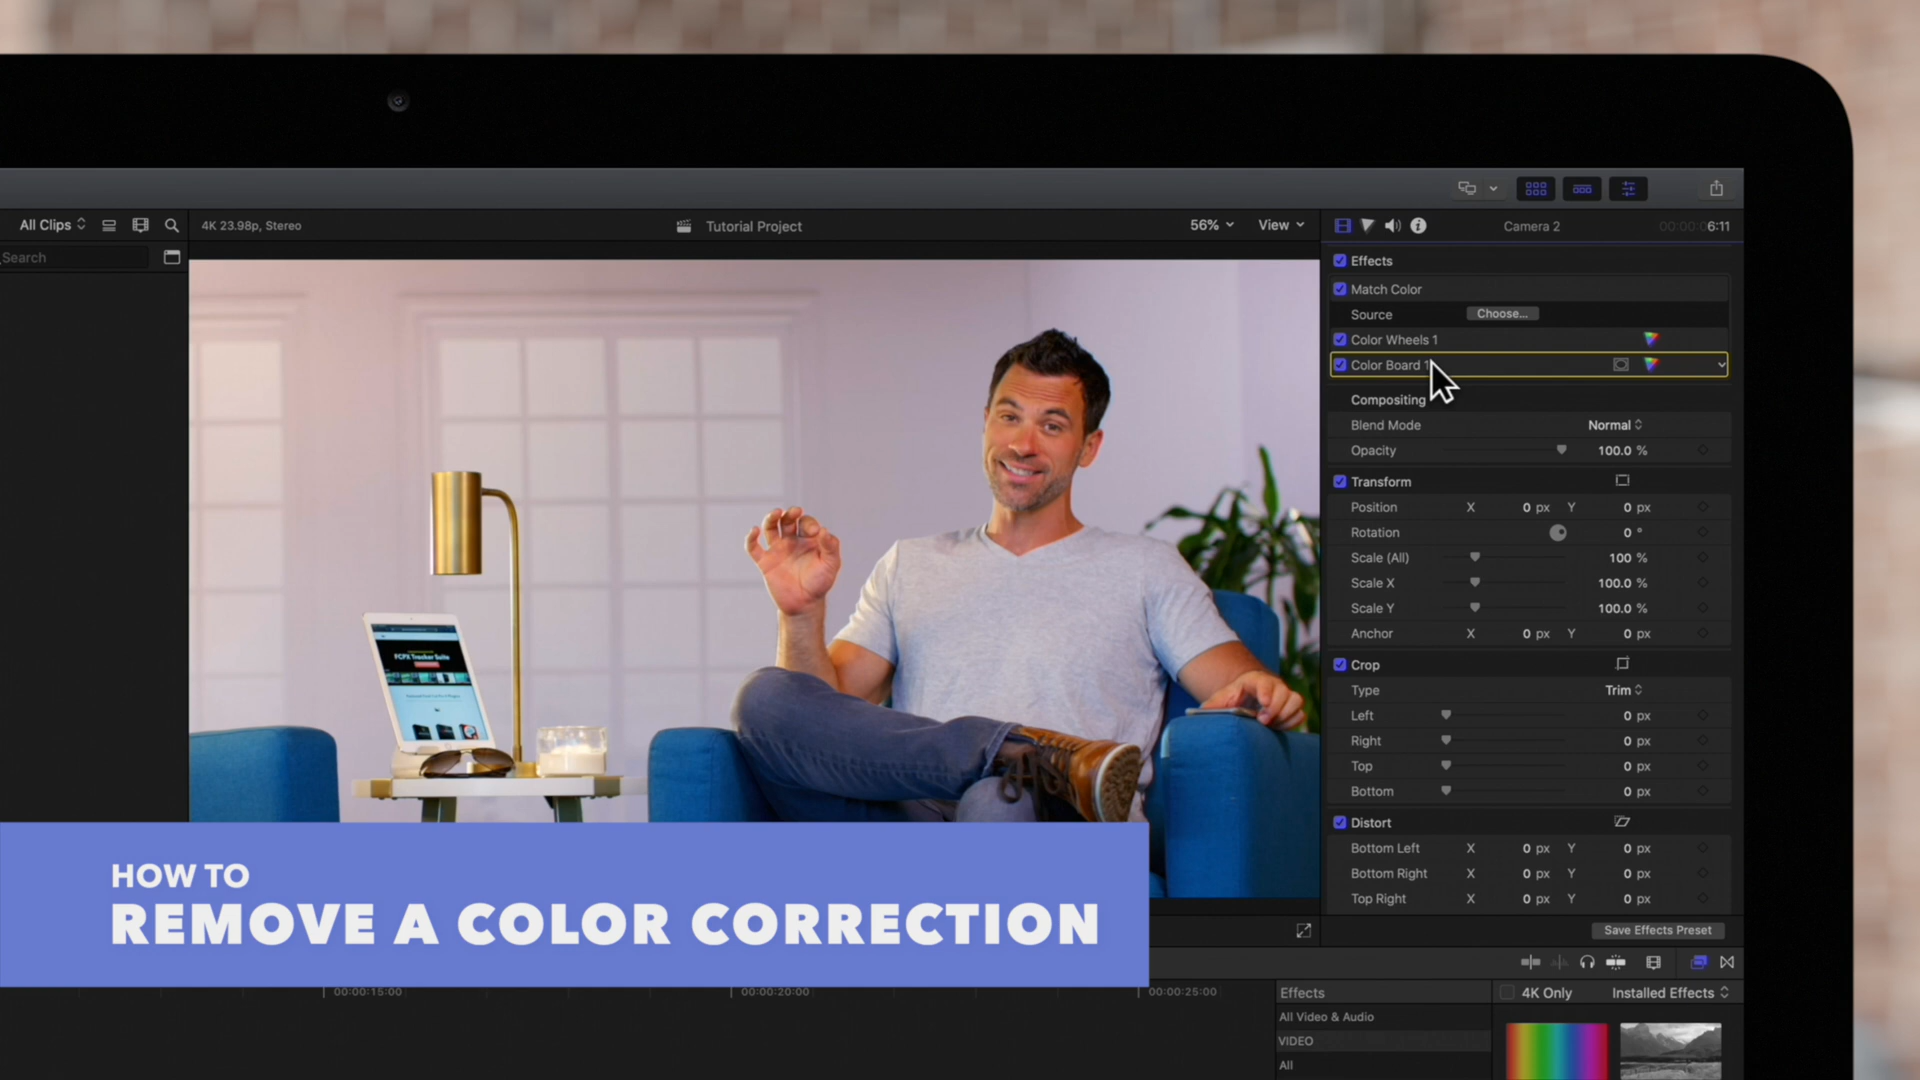 All Clips
4K 23.98p, Stereo
Tutorial Project
56%
View
Camera 2
00:00:06:11
Search
Effects
Match Color
Source
Choose...
Color Wheels 1
Color Board 1
Compositing
Blend Mode
Normal
Opacity
100.0 %
Transform
Position X 0 px Y 0 px
Rotation 0 °
Scale (All) 100 %
Scale X 100.0 %
Scale Y 100.0 %
Anchor X 0 px Y 0 px
Crop
Type Trim
Left 0 px
Right 0 px
Top 0 px
Bottom 0 px
Distort
Bottom Left X 0 px Y 0 px
Bottom Right X 0 px Y 0 px
Top Right X 0 px Y 0 px
Save Effects Preset
FCPX Tracker Suite
HOW TO
REMOVE A COLOR CORRECTION
00:00:15:00
00:00:20:00
00:00:25:00
Effects
4K Only
Installed Effects
All Video & Audio
VIDEO
All